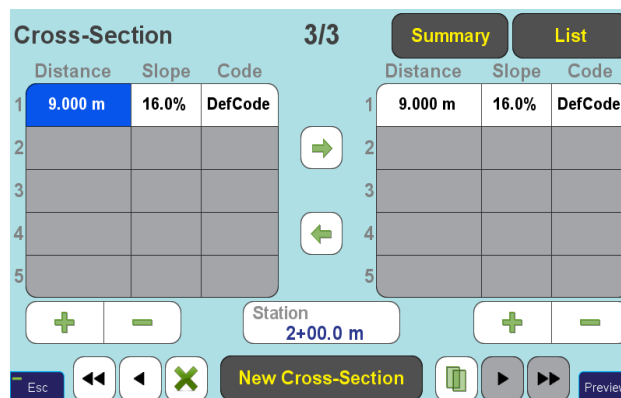 Cross-Section 3/3 Summary List
Distance Slope Code Distance Slope Code
1 9.000 m 16.0% DefCode 1 9.000 m 16.0% DefCode
2 2
3 3
4 4
5 5
Station
2+00.0 m
Esc New Cross-Section Preview